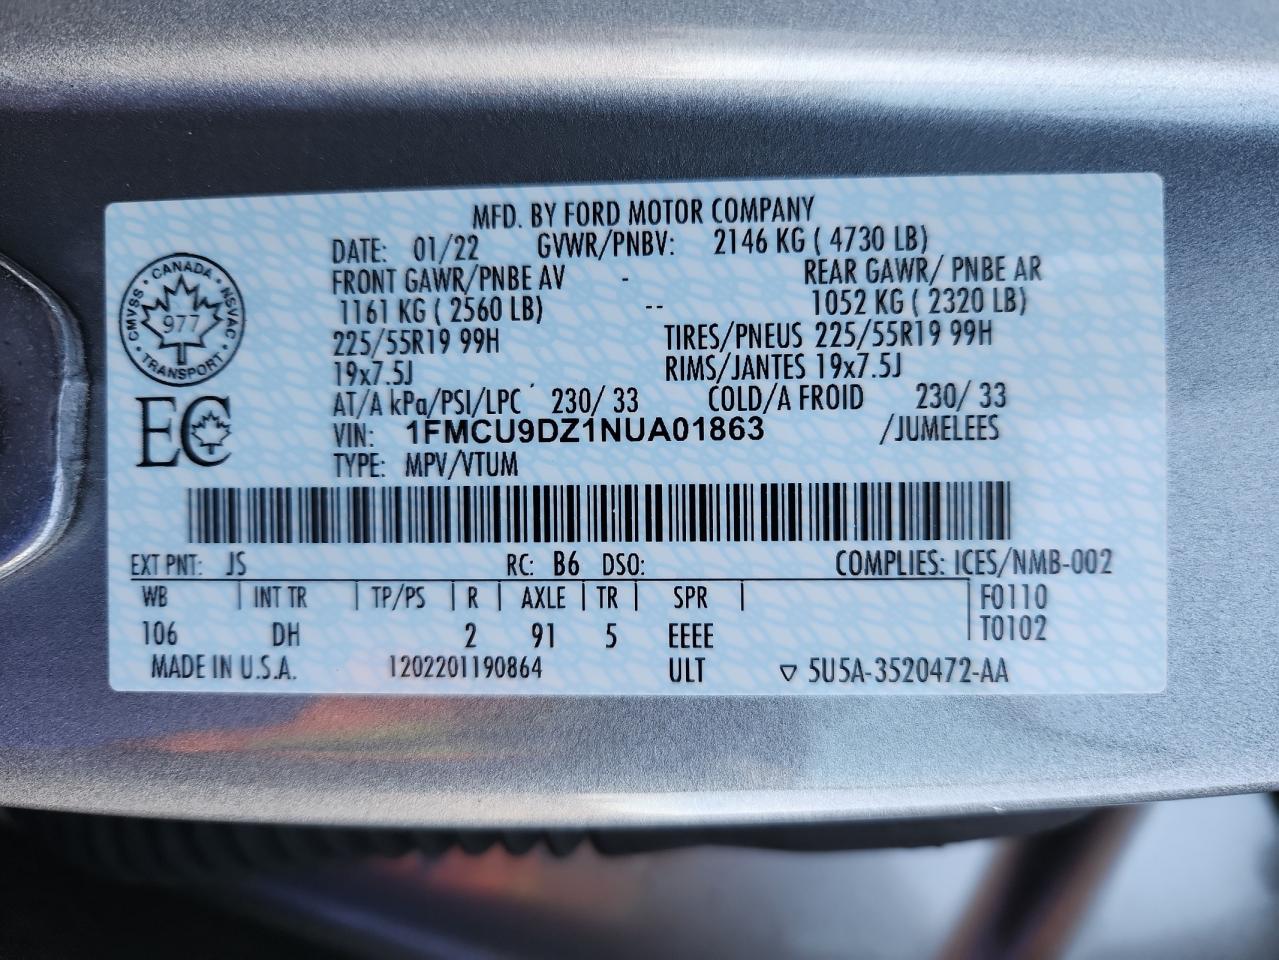 MFD. BY FORD MOTOR COMPANY
DATE: 01/22 GVWR/PNBV: 2146 KG ( 4730 LB)
FRONT GAWR/PNBE AV - REAR GAWR/ PNBE AR
1161 KG ( 2560 LB) -- 1052 KG ( 2320 LB)
225/55R19 99H TIRES/PNEUS 225/55R19 99H
19x7.5J RIMS/JANTES 19x7.5J
AT/A kPa/PSI/LPC 230/ 33 COLD/A FROID 230/ 33
VIN: 1FMCU9DZ1NUA01863 /JUMELEES
TYPE: MPV/VTUM
CANADA
CMVSS NSVAC
977
TRANSPORT
EC
EXT PNT: JS RC: B6 DSO: COMPLIES: ICES/NMB-002
WB | INT TR | TP/PS | R | AXLE | TR | SPR | F0110
106 DH 2 91 5 EEEE T0102
MADE IN U.S.A. 1202201190864 ULT ▽ 5U5A-3520472-AA